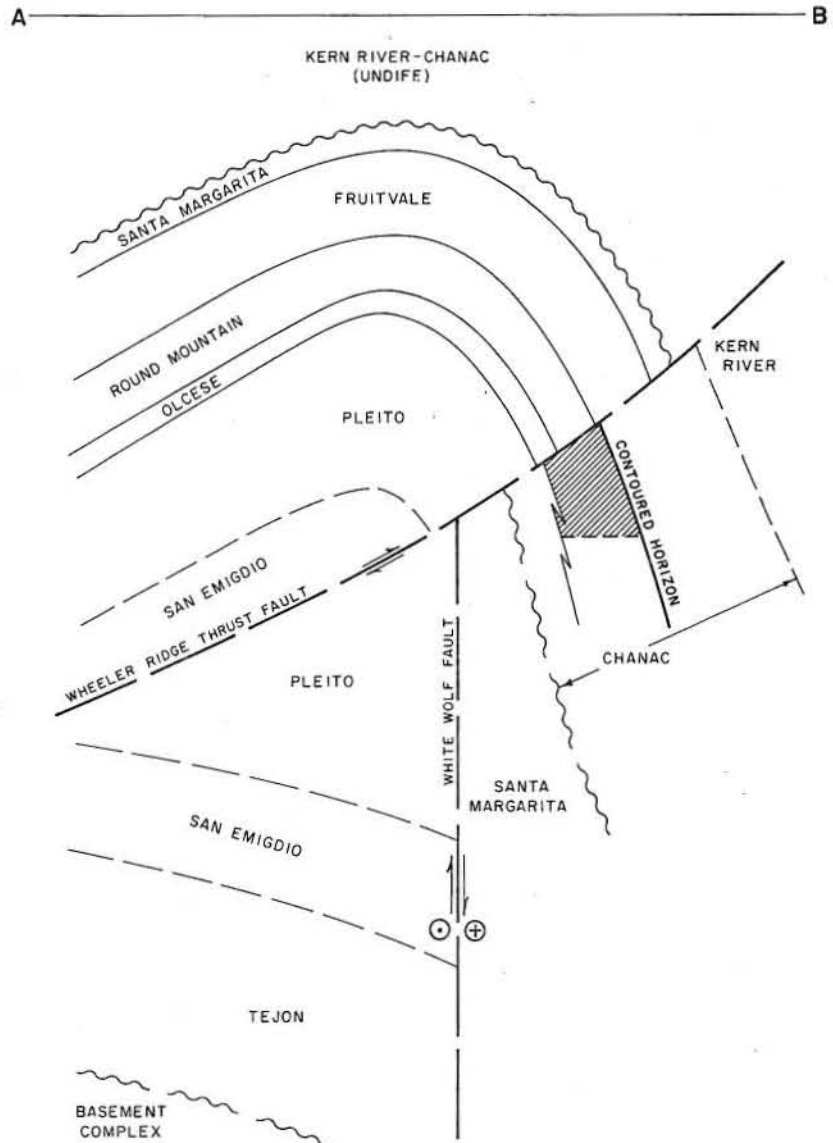 A
B
KERN RIVER-CHANAC
(UNDIFE)
SANTA MARGARITA
FRUITVALE
ROUND MOUNTAIN
OLCESE
KERN
RIVER
PLEITO
CONTOURED HORIZON
SAN EMIGDIO
WHEELER RIDGE THRUST FAULT
CHANAC
PLEITO
WHITE WOLF FAULT
SANTA
MARGARITA
SAN EMIGDIO
TEJON
BASEMENT
COMPLEX